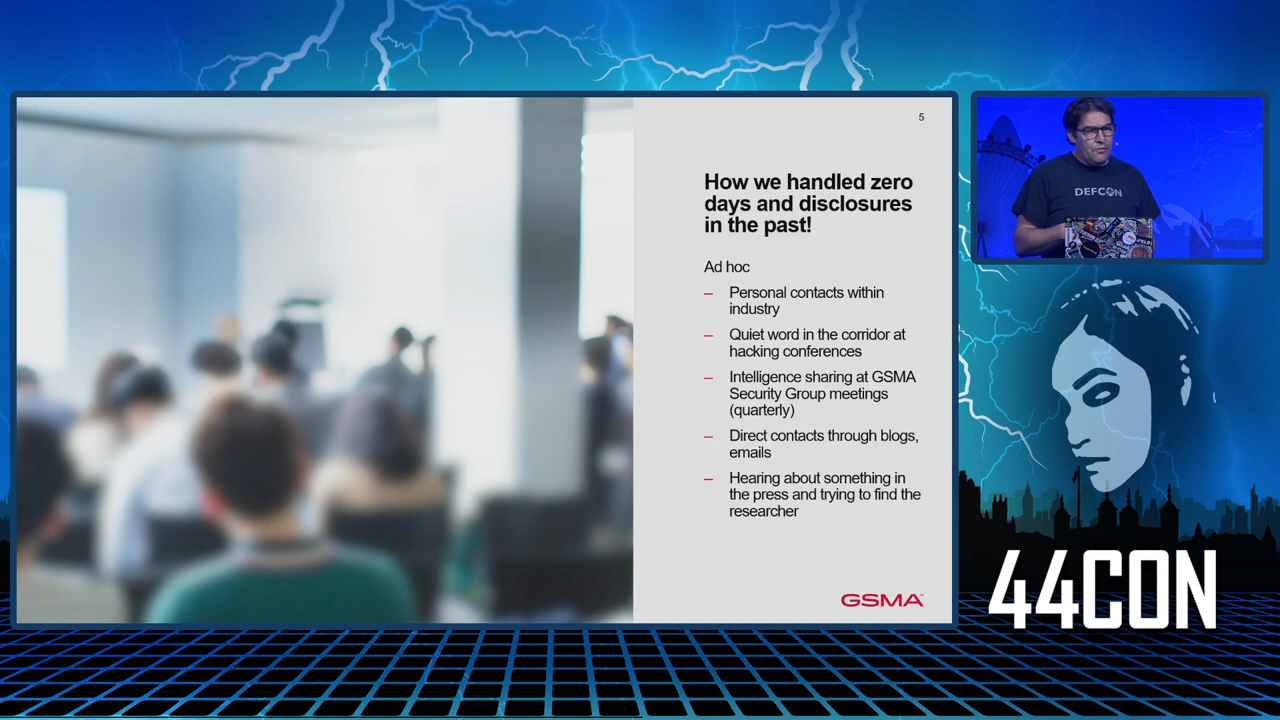 5
How we handled zero
days and disclosures
in the past!
Ad hoc
– Personal contacts within
industry
– Quiet word in the corridor at
hacking conferences
– Intelligence sharing at GSMA
Security Group meetings
(quarterly)
– Direct contacts through blogs,
emails
– Hearing about something in
the press and trying to find the
researcher
GSMA™
DEFCON
44CON